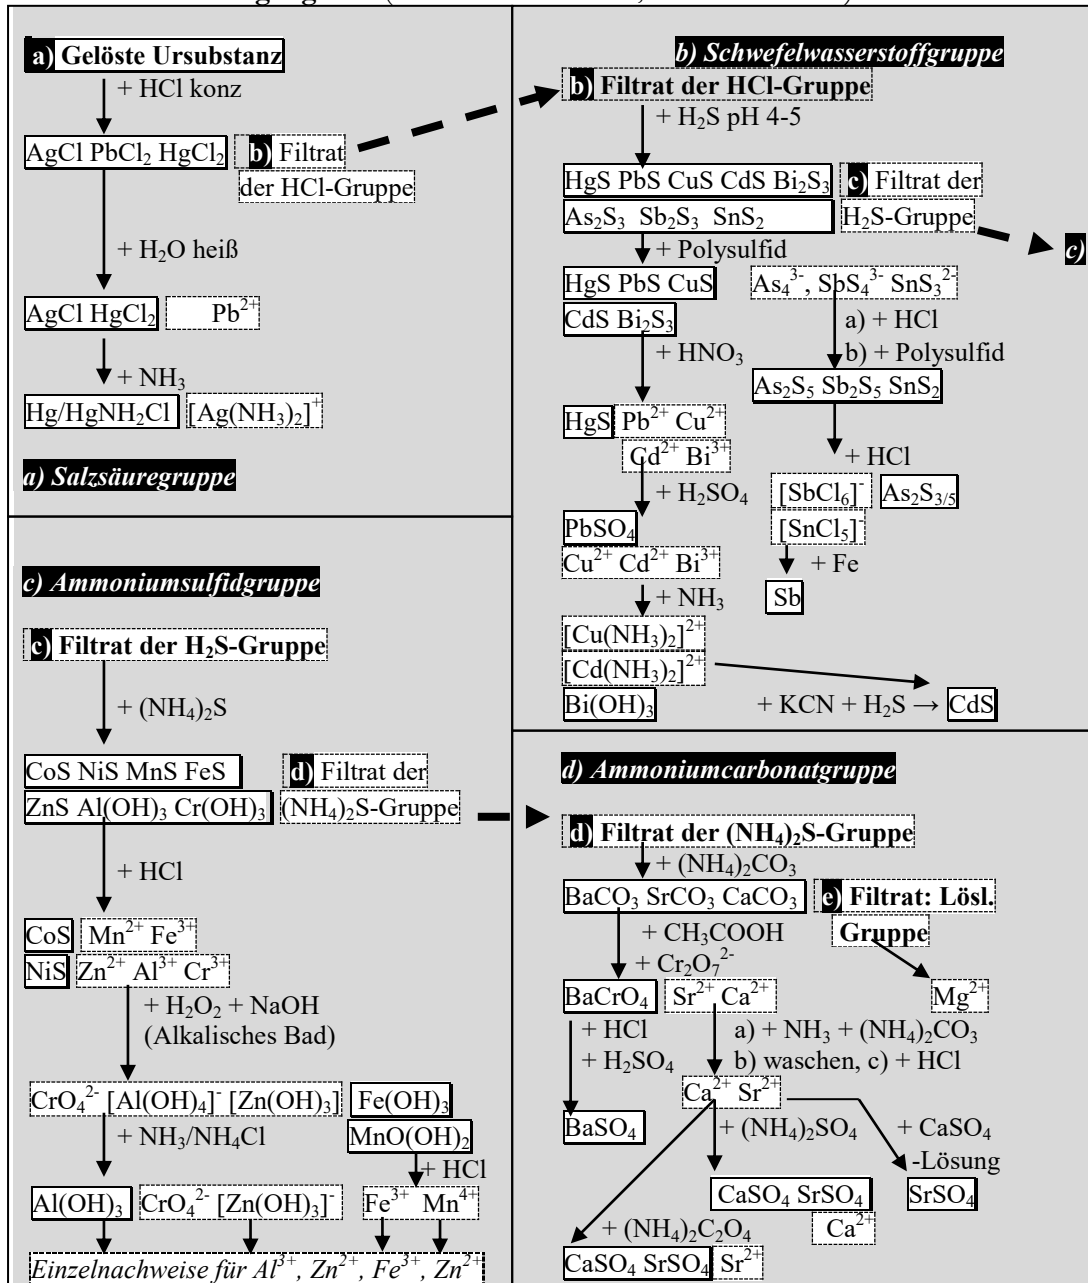 a) Gelöste Ursubstanz
+ HCl konz
AgCl PbCl₂ HgCl₂
b) Filtrat
der HCl-Gruppe
+ H₂O heiß
AgCl HgCl₂
Pb²⁺
+ NH₃
Hg/HgNH₂Cl
[Ag(NH₃)₂]⁺
a) Salzsäuregruppe
b) Schwefelwasserstoffgruppe
b) Filtrat der HCl-Gruppe
+ H₂S pH 4-5
HgS PbS CuS CdS Bi₂S₃
c) Filtrat der
As₂S₃ Sb₂S₃ SnS₂
H₂S-Gruppe
c)
+ Polysulfid
HgS PbS CuS
As₄³⁻, SbS₄³⁻ SnS₃²⁻
CdS Bi₂S₃
a) + HCl
+ HNO₃
b) + Polysulfid
As₂S₅ Sb₂S₅ SnS₂
HgS
Pb²⁺ Cu²⁺
Cd²⁺ Bi³⁺
+ HCl
+ H₂SO₄
[SbCl₆]⁻
As₂S₃/₅
PbSO₄
[SnCl₅]⁻
Cu²⁺ Cd²⁺ Bi³⁺
+ Fe
+ NH₃
Sb
[Cu(NH₃)₂]²⁺
[Cd(NH₃)₂]²⁺
Bi(OH)₃
+ KCN + H₂S → CdS
c) Ammoniumsulfidgruppe
c) Filtrat der H₂S-Gruppe
+ (NH₄)₂S
CoS NiS MnS FeS
d) Filtrat der
ZnS Al(OH)₃ Cr(OH)₃
(NH₄)₂S-Gruppe
+ HCl
CoS
Mn²⁺ Fe³⁺
NiS
Zn²⁺ Al³⁺ Cr³⁺
+ H₂O₂ + NaOH
(Alkalisches Bad)
CrO₄²⁻ [Al(OH)₄]⁻ [Zn(OH)₃]
Fe(OH)₃
+ NH₃/NH₄Cl
MnO(OH)₂
+ HCl
Al(OH)₃
CrO₄²⁻ [Zn(OH)₃]⁻
Fe³⁺ Mn⁴⁺
Einzelnachweise für Al³⁺, Zn²⁺, Fe³⁺, Zn²⁺
d) Ammoniumcarbonatgruppe
d) Filtrat der (NH₄)₂S-Gruppe
+ (NH₄)₂CO₃
BaCO₃ SrCO₃ CaCO₃
e) Filtrat: Lösl.
Gruppe
+ CH₃COOH
+ Cr₂O₇²⁻
BaCrO₄
Sr²⁺ Ca²⁺
Mg²⁺
+ HCl
a) + NH₃ + (NH₄)₂CO₃
+ H₂SO₄
b) waschen, c) + HCl
Ca²⁺ Sr²⁺
BaSO₄
+ (NH₄)₂SO₄
+ CaSO₄
-Lösung
CaSO₄ SrSO₄
SrSO₄
Ca²⁺
+ (NH₄)₂C₂O₄
CaSO₄ SrSO₄
Sr²⁺